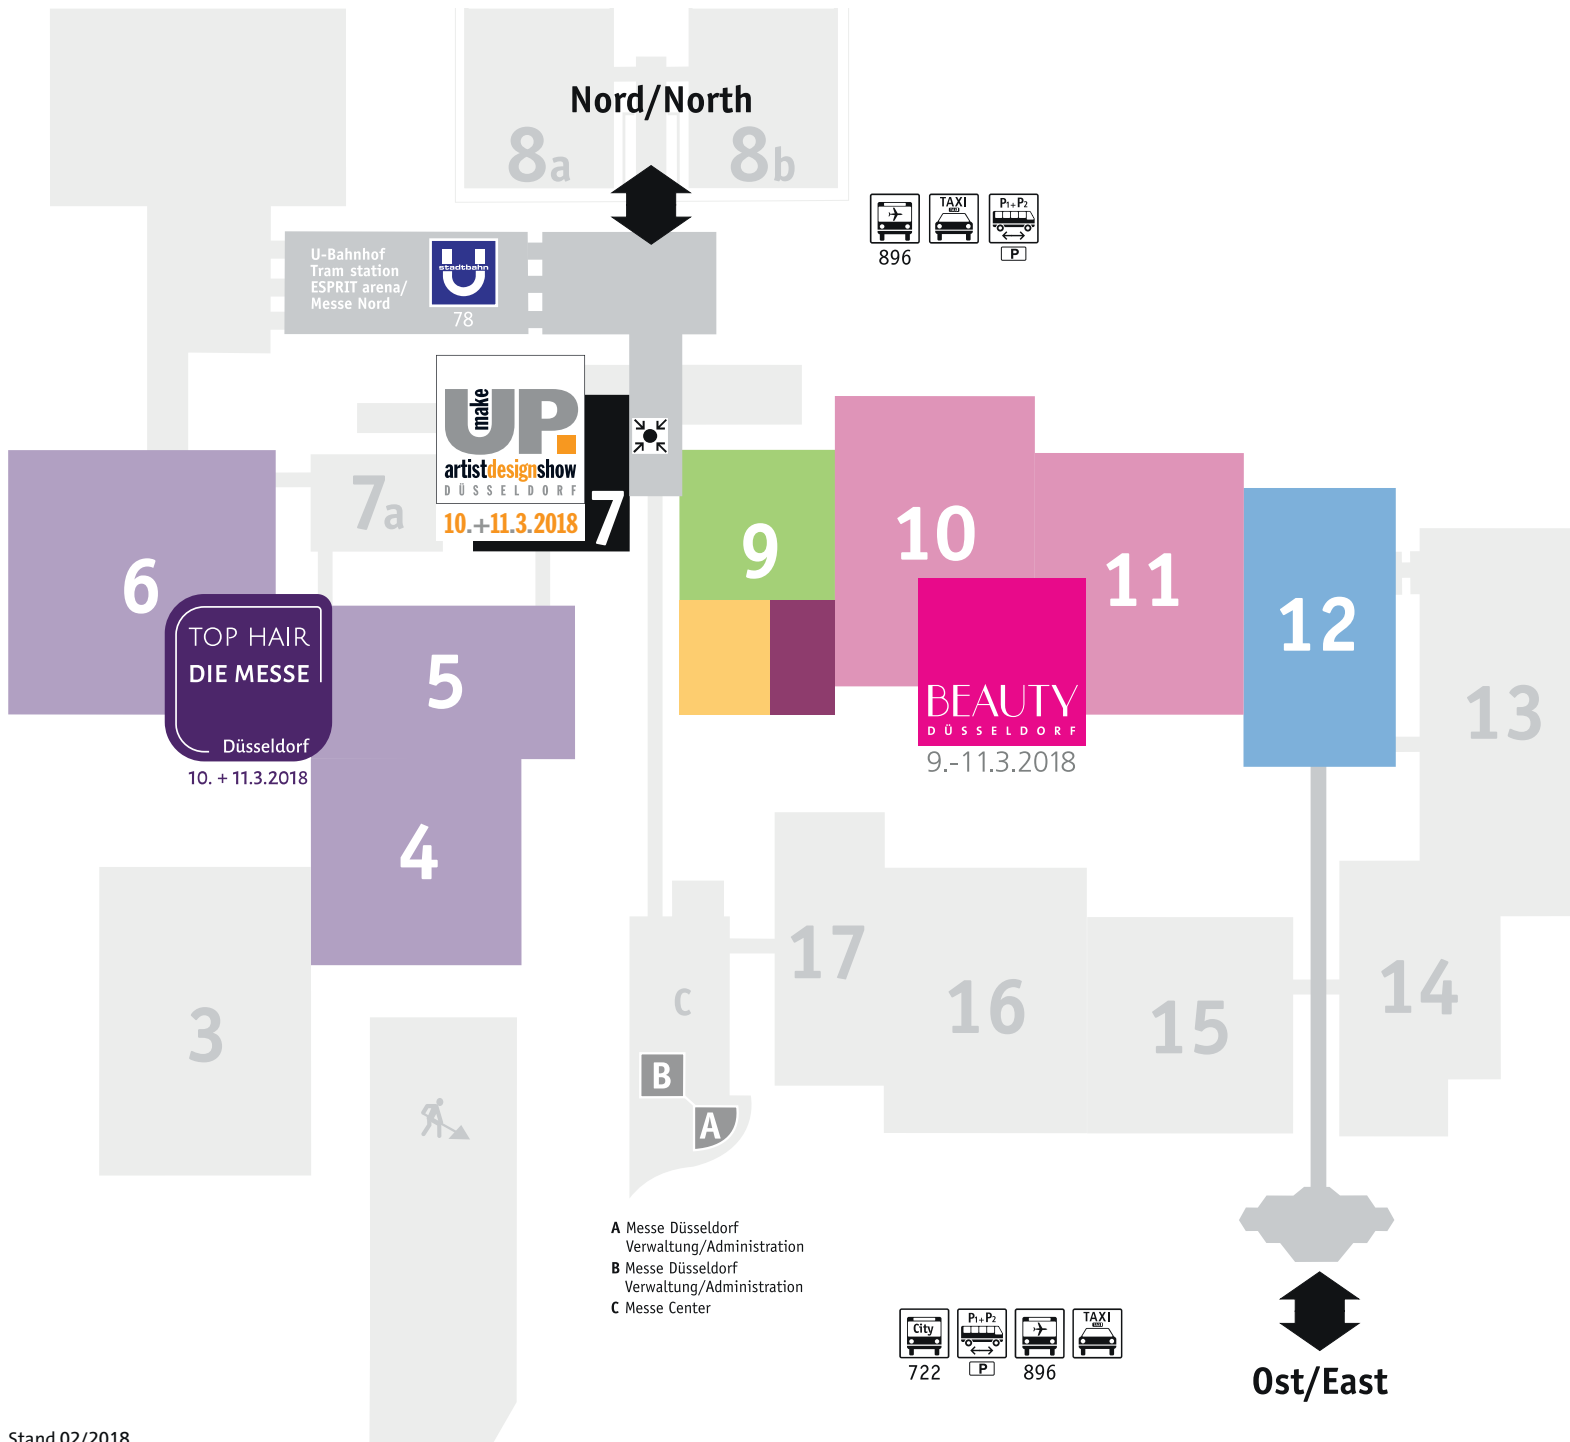 Nord/North
8a
8b
TAXI
P1+P2
896
P
U-Bahnhof
Tram station
ESPRIT arena/
Messe Nord
U
stadtbahn
78
make
UP.
artistdesignshow
DÜSSELDORF
10.+11.3.2018
7
7a
6
TOP HAIR
DIE MESSE
Düsseldorf
10. + 11.3.2018
5
4
3
9
10
11
12
13
BEAUTY
DÜSSELDORF
9.-11.3.2018
17
16
15
14
C
B
A
A Messe Düsseldorf
Verwaltung/Administration
B Messe Düsseldorf
Verwaltung/Administration
C Messe Center
City
P1+P2
TAXI
722
P
896
Ost/East
Stand 02/2018